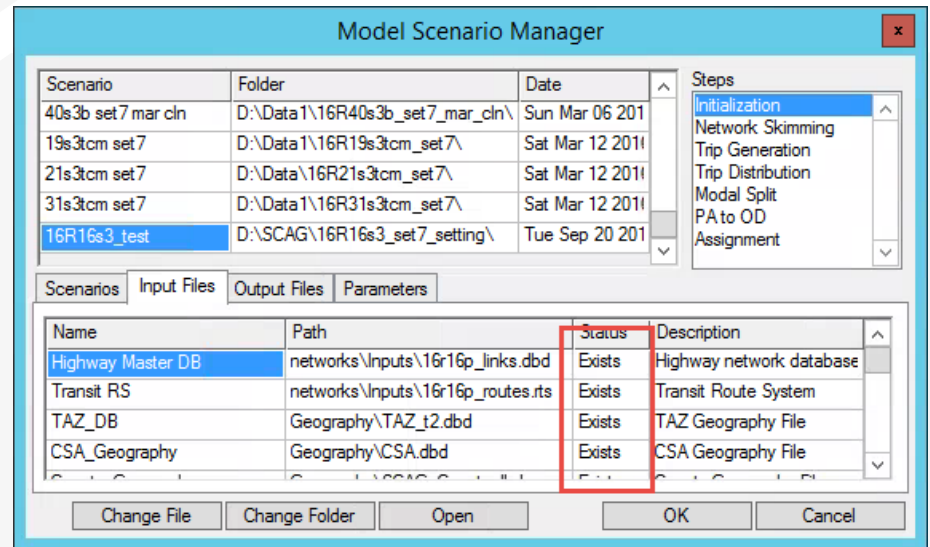 Model Scenario Manager
x
Scenario Folder Date
40s3b set7 mar cln D:\Data1\16R40s3b_set7_mar_cln\ Sun Mar 06 201
19s3tcm set7 D:\Data1\16R19s3tcm_set7\ Sat Mar 12 201
21s3tcm set7 D:\Data\16R21s3tcm_set7\ Sat Mar 12 201
31s3tcm set7 D:\Data1\16R31s3tcm_set7\ Sat Mar 12 201
16R16s3_test D:\SCAG\16R16s3_set7_setting\ Tue Sep 20 201
Steps
Initialization
Network Skimming
Trip Generation
Trip Distribution
Modal Split
PA to OD
Assignment
Scenarios Input Files Output Files Parameters
Name Path Status Description
Highway Master DB networks\Inputs\16r16p_links.dbd Exists Highway network database
Transit RS networks\Inputs\16r16p_routes.rts Exists Transit Route System
TAZ_DB Geography\TAZ_t2.dbd Exists TAZ Geography File
CSA_Geography Geography\CSA.dbd Exists CSA Geography File
Change File Change Folder Open OK Cancel